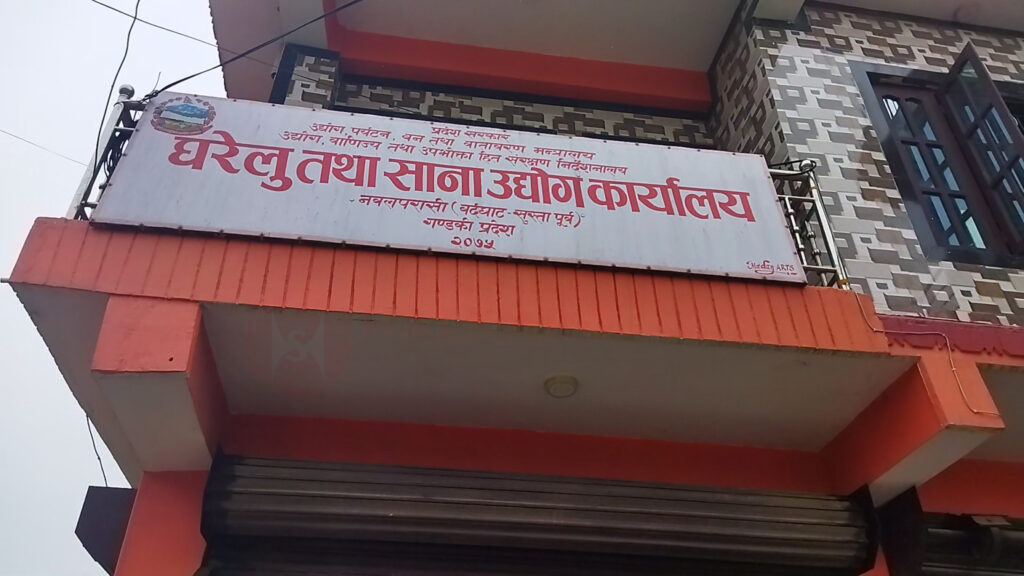 प्रदेश सरकार
उद्योग, पर्यटन, वन तथा वातावरण मन्त्रालय
उद्योग, वाणिज्य तथा उपभोक्ता हित संरक्षण निर्देशनालय
घरेलु तथा साना उद्योग कार्यालय
नवलपरासी (बर्दघाट-सुस्ता पूर्व)
गण्डकी प्रदेश
२०७५
ARTS